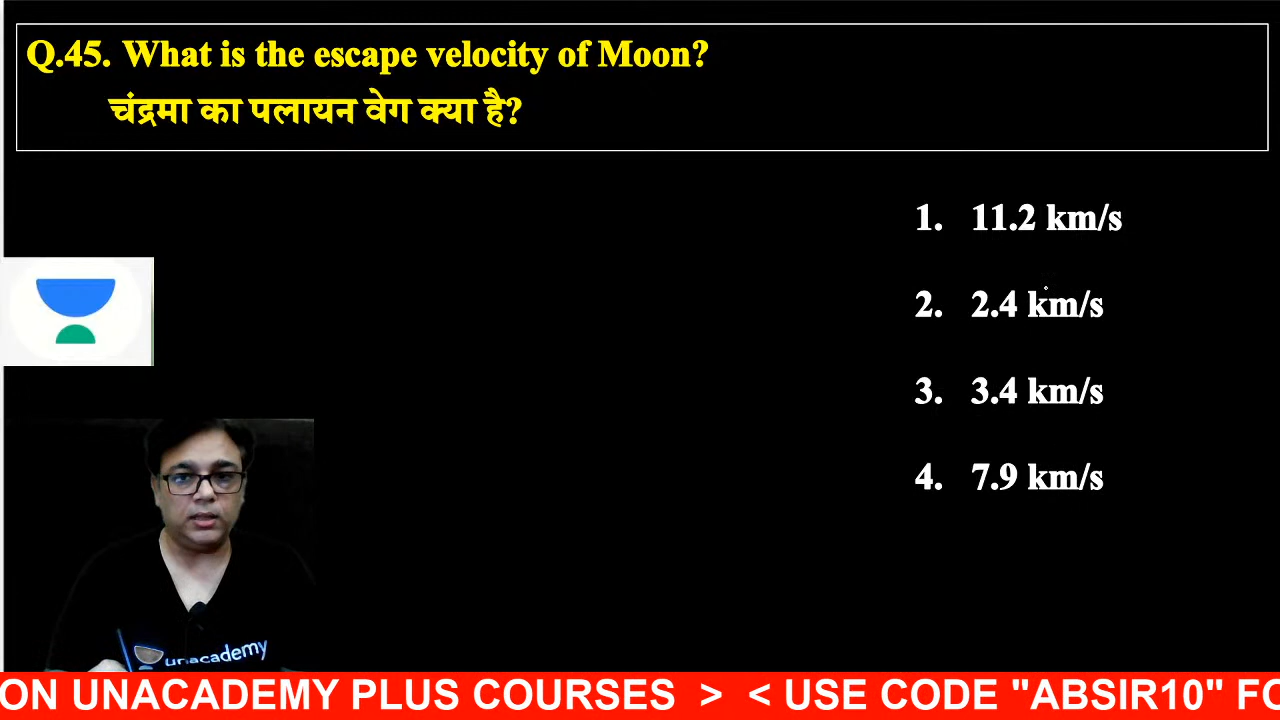 Q.45. What is the escape velocity of Moon?
चंद्रमा का पलायन वेग क्या है?
1. 11.2 km/s
2. 2.4 km/s
3. 3.4 km/s
4. 7.9 km/s
unacademy
ON UNACADEMY PLUS COURSES > < USE CODE "ABSIR10" FO